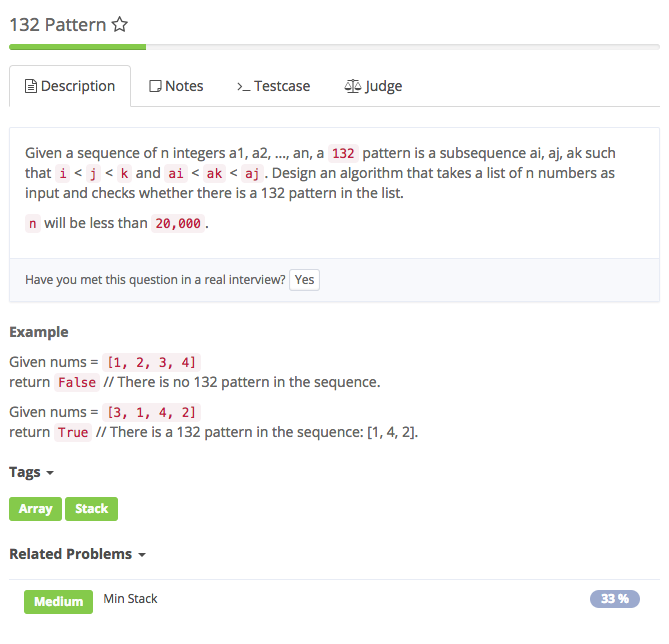 132 Pattern
Description
Notes
Testcase
Judge
Given a sequence of n integers a1, a2, ..., an, a 132 pattern is a subsequence ai, aj, ak such
that i < j < k and ai < ak < aj. Design an algorithm that takes a list of n numbers as
input and checks whether there is a 132 pattern in the list.
n will be less than 20,000.
Have you met this question in a real interview? Yes
Example
Given nums = [1, 2, 3, 4]
return False // There is no 132 pattern in the sequence.
Given nums = [3, 1, 4, 2]
return True // There is a 132 pattern in the sequence: [1, 4, 2].
Tags
Array Stack
Related Problems
Medium Min Stack 33 %